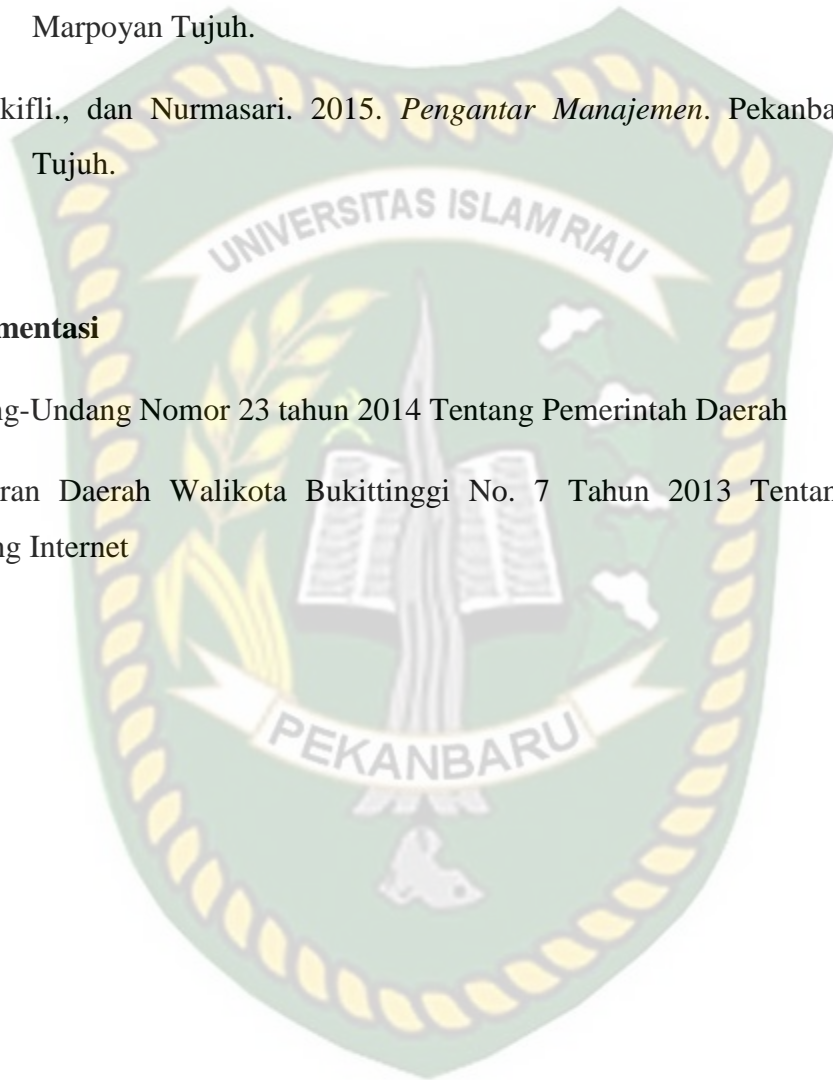 Marpoyan Tujuh.
kifli., dan Nurmasari. 2015. Pengantar Manajemen. Pekanba
Tujuh.
UNIVERSITAS ISLAM RIAU
mentasi
ng-Undang Nomor 23 tahun 2014 Tentang Pemerintah Daerah
ran Daerah Walikota Bukittinggi No. 7 Tahun 2013 Tentan
ng Internet
PEKANBARU